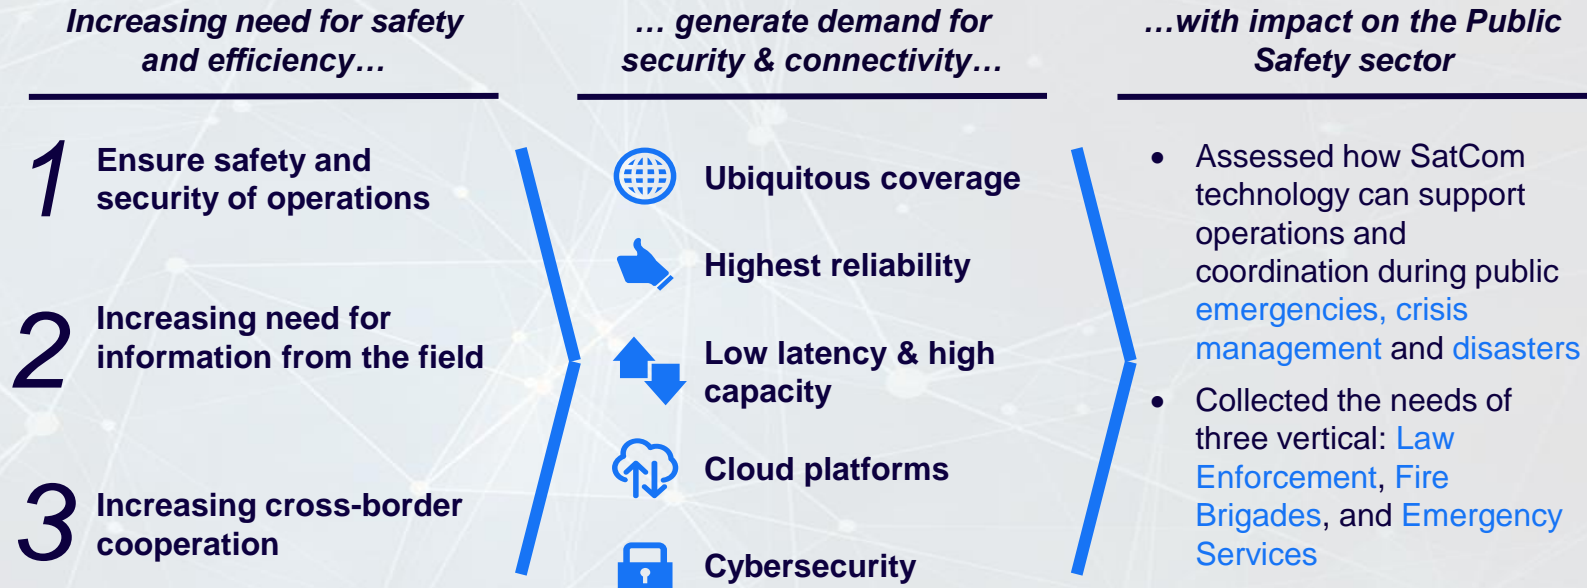 Increasing need for safety
and efficiency…
1
Ensure safety and
security of operations
2
Increasing need for
information from the field
3
Increasing cross-border
cooperation
… generate demand for
security & connectivity…
Ubiquitous coverage
Highest reliability
Low latency & high
capacity
Cloud platforms
Cybersecurity
…with impact on the Public
Safety sector
• Assessed how SatCom
technology can support
operations and
coordination during public
emergencies, crisis
management and disasters
• Collected the needs of
three vertical: Law
Enforcement, Fire
Brigades, and Emergency
Services